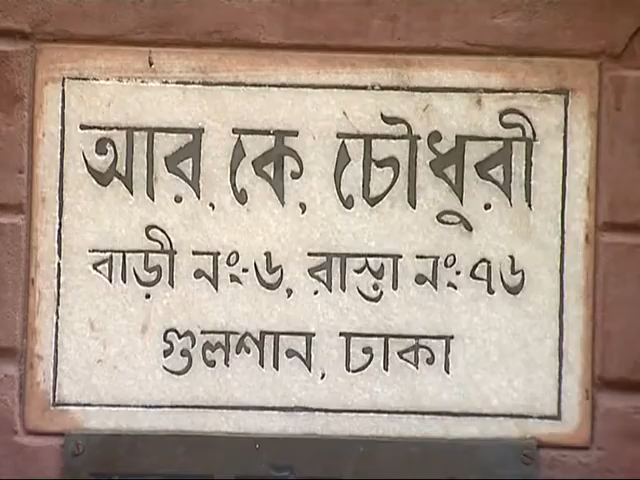 আর, কে, চৌধুরী
বাড়ী নং-৬, রাস্তা নং-৭৬
গুলশান, ঢাকা